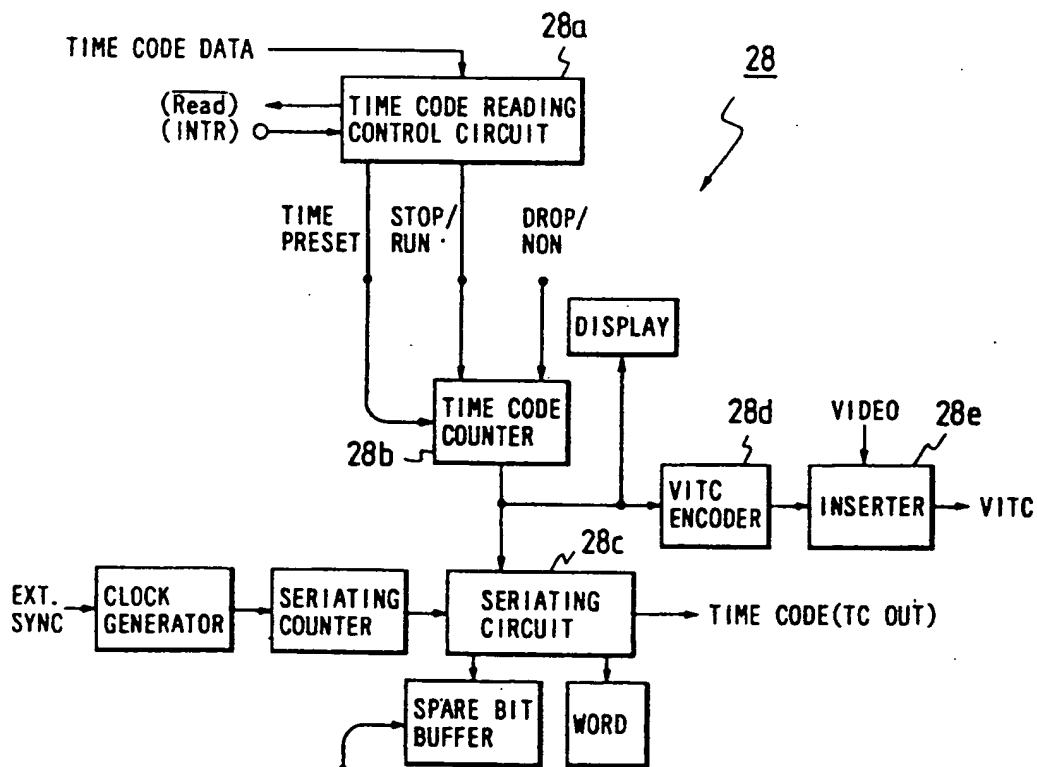 28a
TIME CODE DATA
28
(Read)
TIME CODE READING
(INTR)
CONTROL CIRCUIT
TIME
PRESET
STOP/
RUN
DROP/
NON
DISPLAY
TIME CODE
COUNTER
28b
28d
VIDEO
28e
VITC
ENCODER
INSERTER
VITC
28c
EXT.
SYNC
CLOCK
GENERATOR
SERIATING
COUNTER
SERIATING
CIRCUIT
TIME CODE(TC OUT)
SPARE BIT
BUFFER
WORD